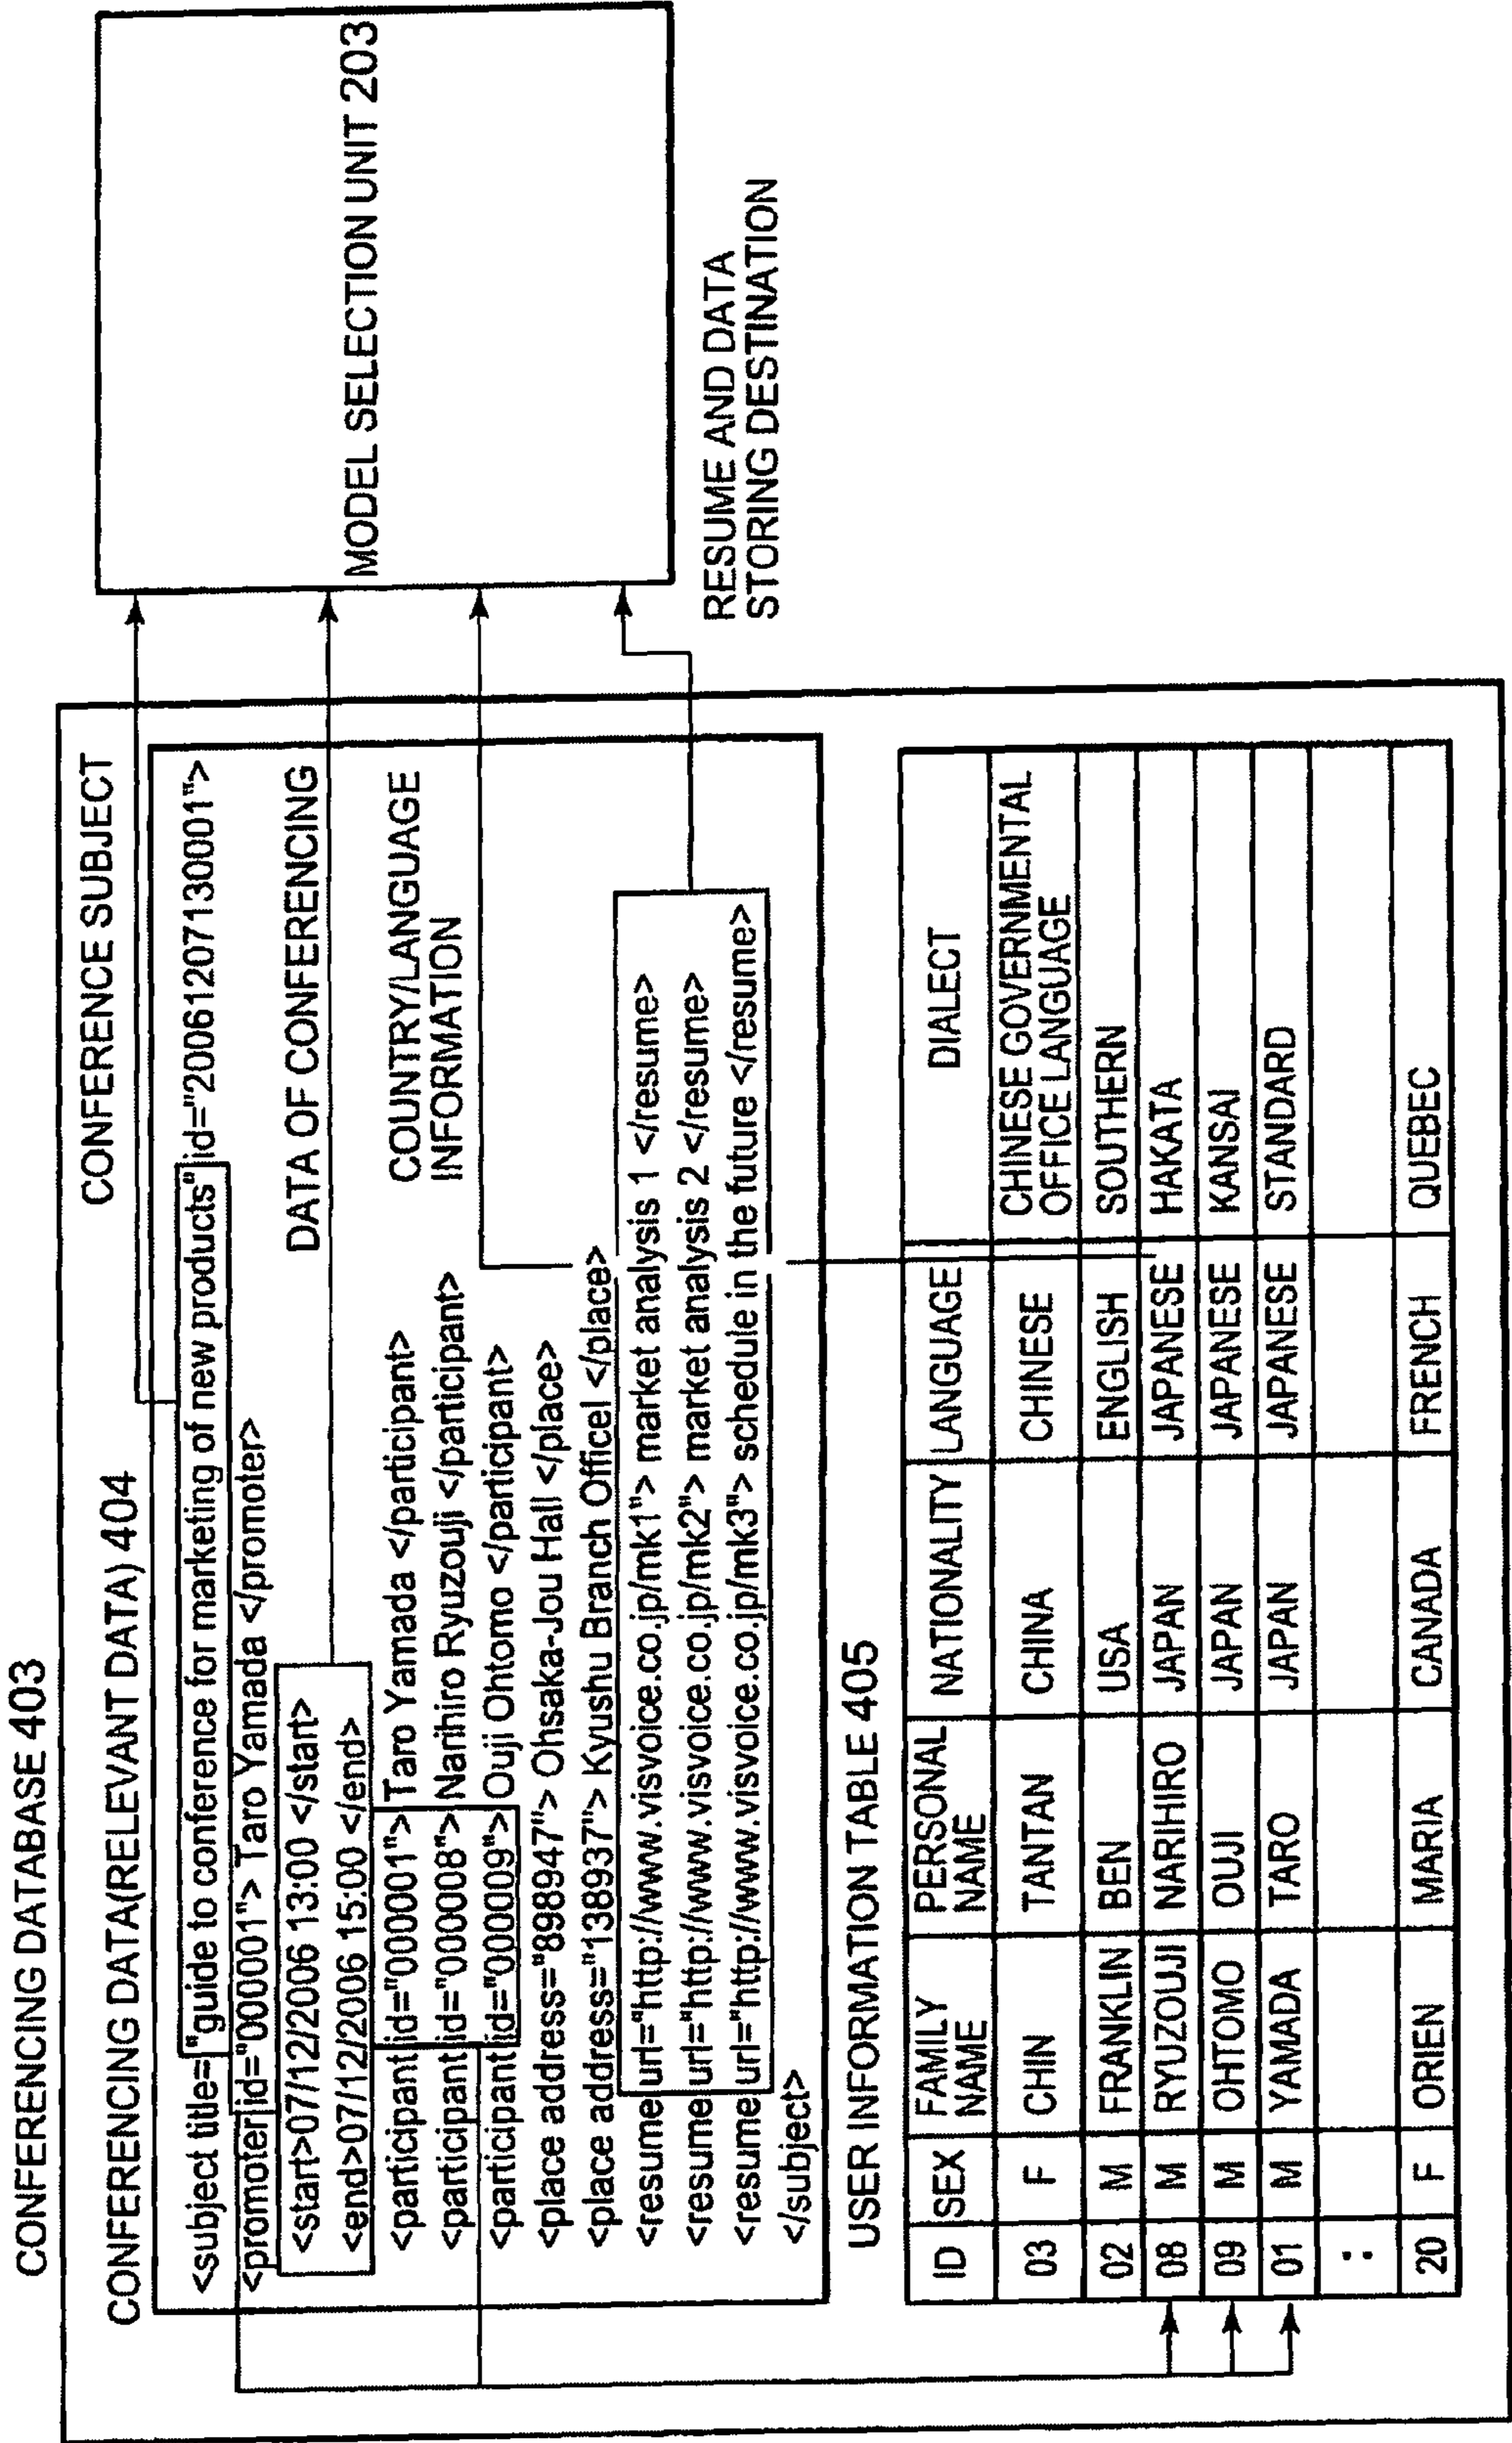 CONFERENCING DATABASE 403
CONFERENCING DATA(RELEVANT DATA) 404
CONFERENCE SUBJECT
<subject title="guide to conference for marketing of new products" id="20061207130001">
<promoter id="00001"> Taro Yamada </promoter>
<start>07/12/2006 13:00 </start>
<end>07/12/2006 15:00 </end>
DATA OF CONFERENCING
<participant id="000001"> Taro Yamada </participant>
<participant id="000008"> Narihiro Ryuzouji </participant>
<participant id="000009"> Ouji Ohtomo </participant>
COUNTRY/LANGUAGE
INFORMATION
<place address="898947"> Ohsaka-Jou Hall </place>
<place address="138937"> Kyushu Branch Officel </place>
<resume url="http://www.visvoice.co.jp/mk1"> market analysis 1 </resume>
<resume url="http://www.visvoice.co.jp/mk2"> market analysis 2 </resume>
<resume url="http://www.visvoice.co.jp/mk3"> schedule in the future </resume>
</subject>
MODEL SELECTION UNIT 203
RESUME AND DATA
STORING DESTINATION
USER INFORMATION TABLE 405
ID SEX FAMILY NAME PERSONAL NAME NATIONALITY LANGUAGE DIALECT
03 F CHIN TANTAN CHINA CHINESE CHINESE GOVERNMENTAL OFFICE LANGUAGE
02 M FRANKLIN BEN USA ENGLISH SOUTHERN
08 M RYUZOUJI NARIHIRO JAPAN JAPANESE HAKATA
09 M OHTOMO OUJI JAPAN JAPANESE KANSAI
01 M YAMADA TARO JAPAN JAPANESE STANDARD
:
20 F ORIEN MARIA CANADA FRENCH QUEBEC